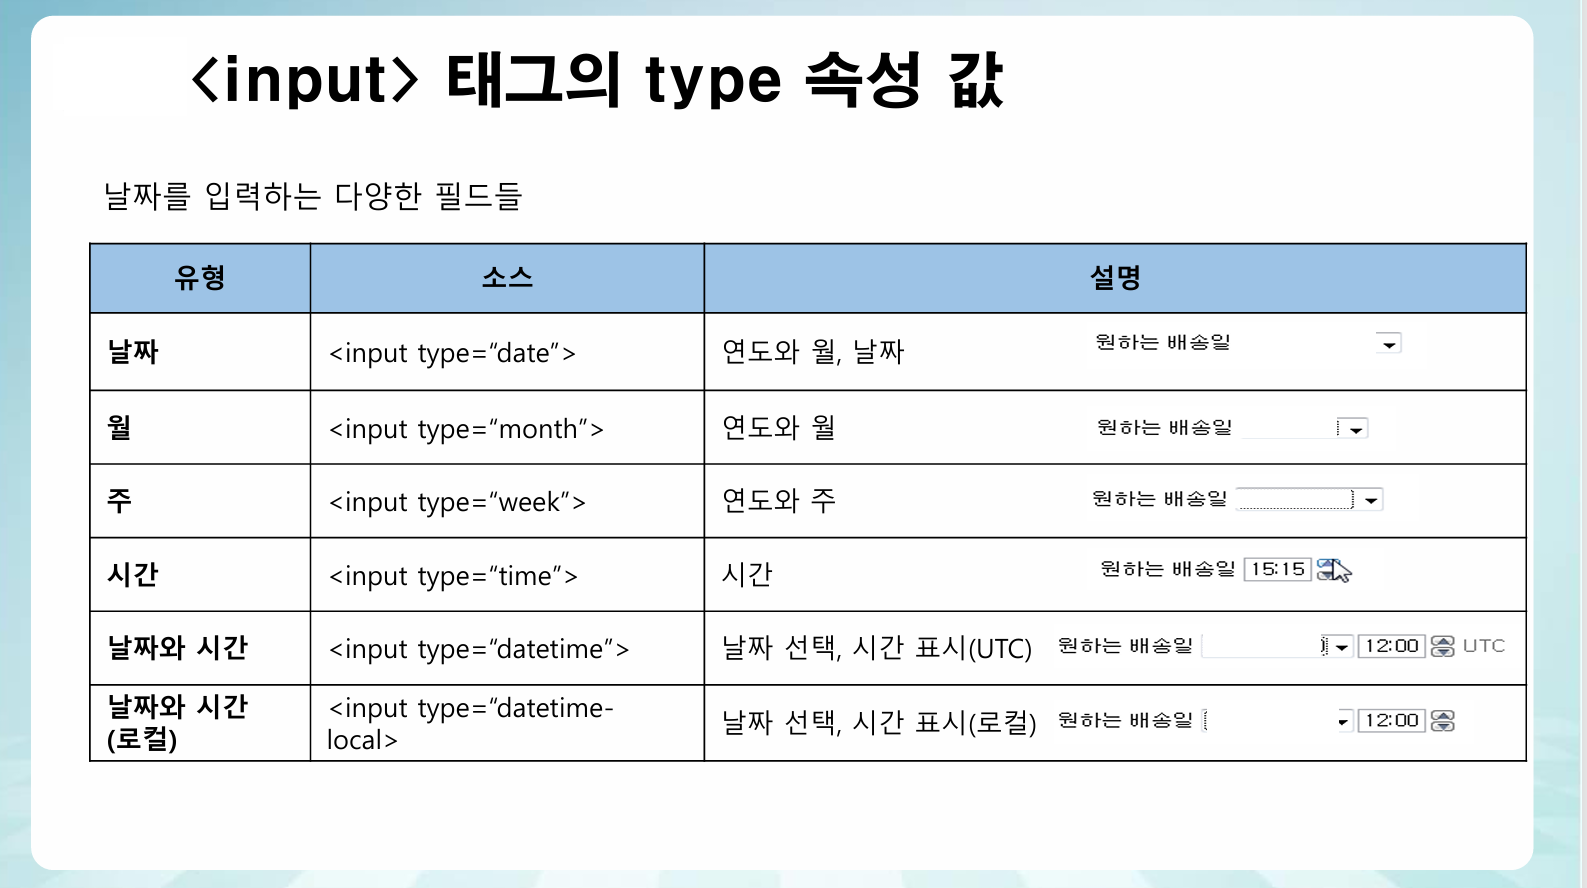 <input> 태그의 type 속성 값
날짜를 입력하는 다양한 필드들
유형 소스 설명
날짜 <input type=“date”> 연도와 월, 날짜 원하는 배송일
월 <input type=“month”> 연도와 월 원하는 배송일
주 <input type=“week”> 연도와 주 원하는 배송일
시간 <input type=“time”> 시간 원하는 배송일 15:15
날짜와 시간 <input type=“datetime”> 날짜 선택, 시간 표시(UTC) 원하는 배송일 12:00 UTC
날짜와 시간
(로컬)
<input type=“datetime-
local>
날짜 선택, 시간 표시(로컬) 원하는 배송일 12:00